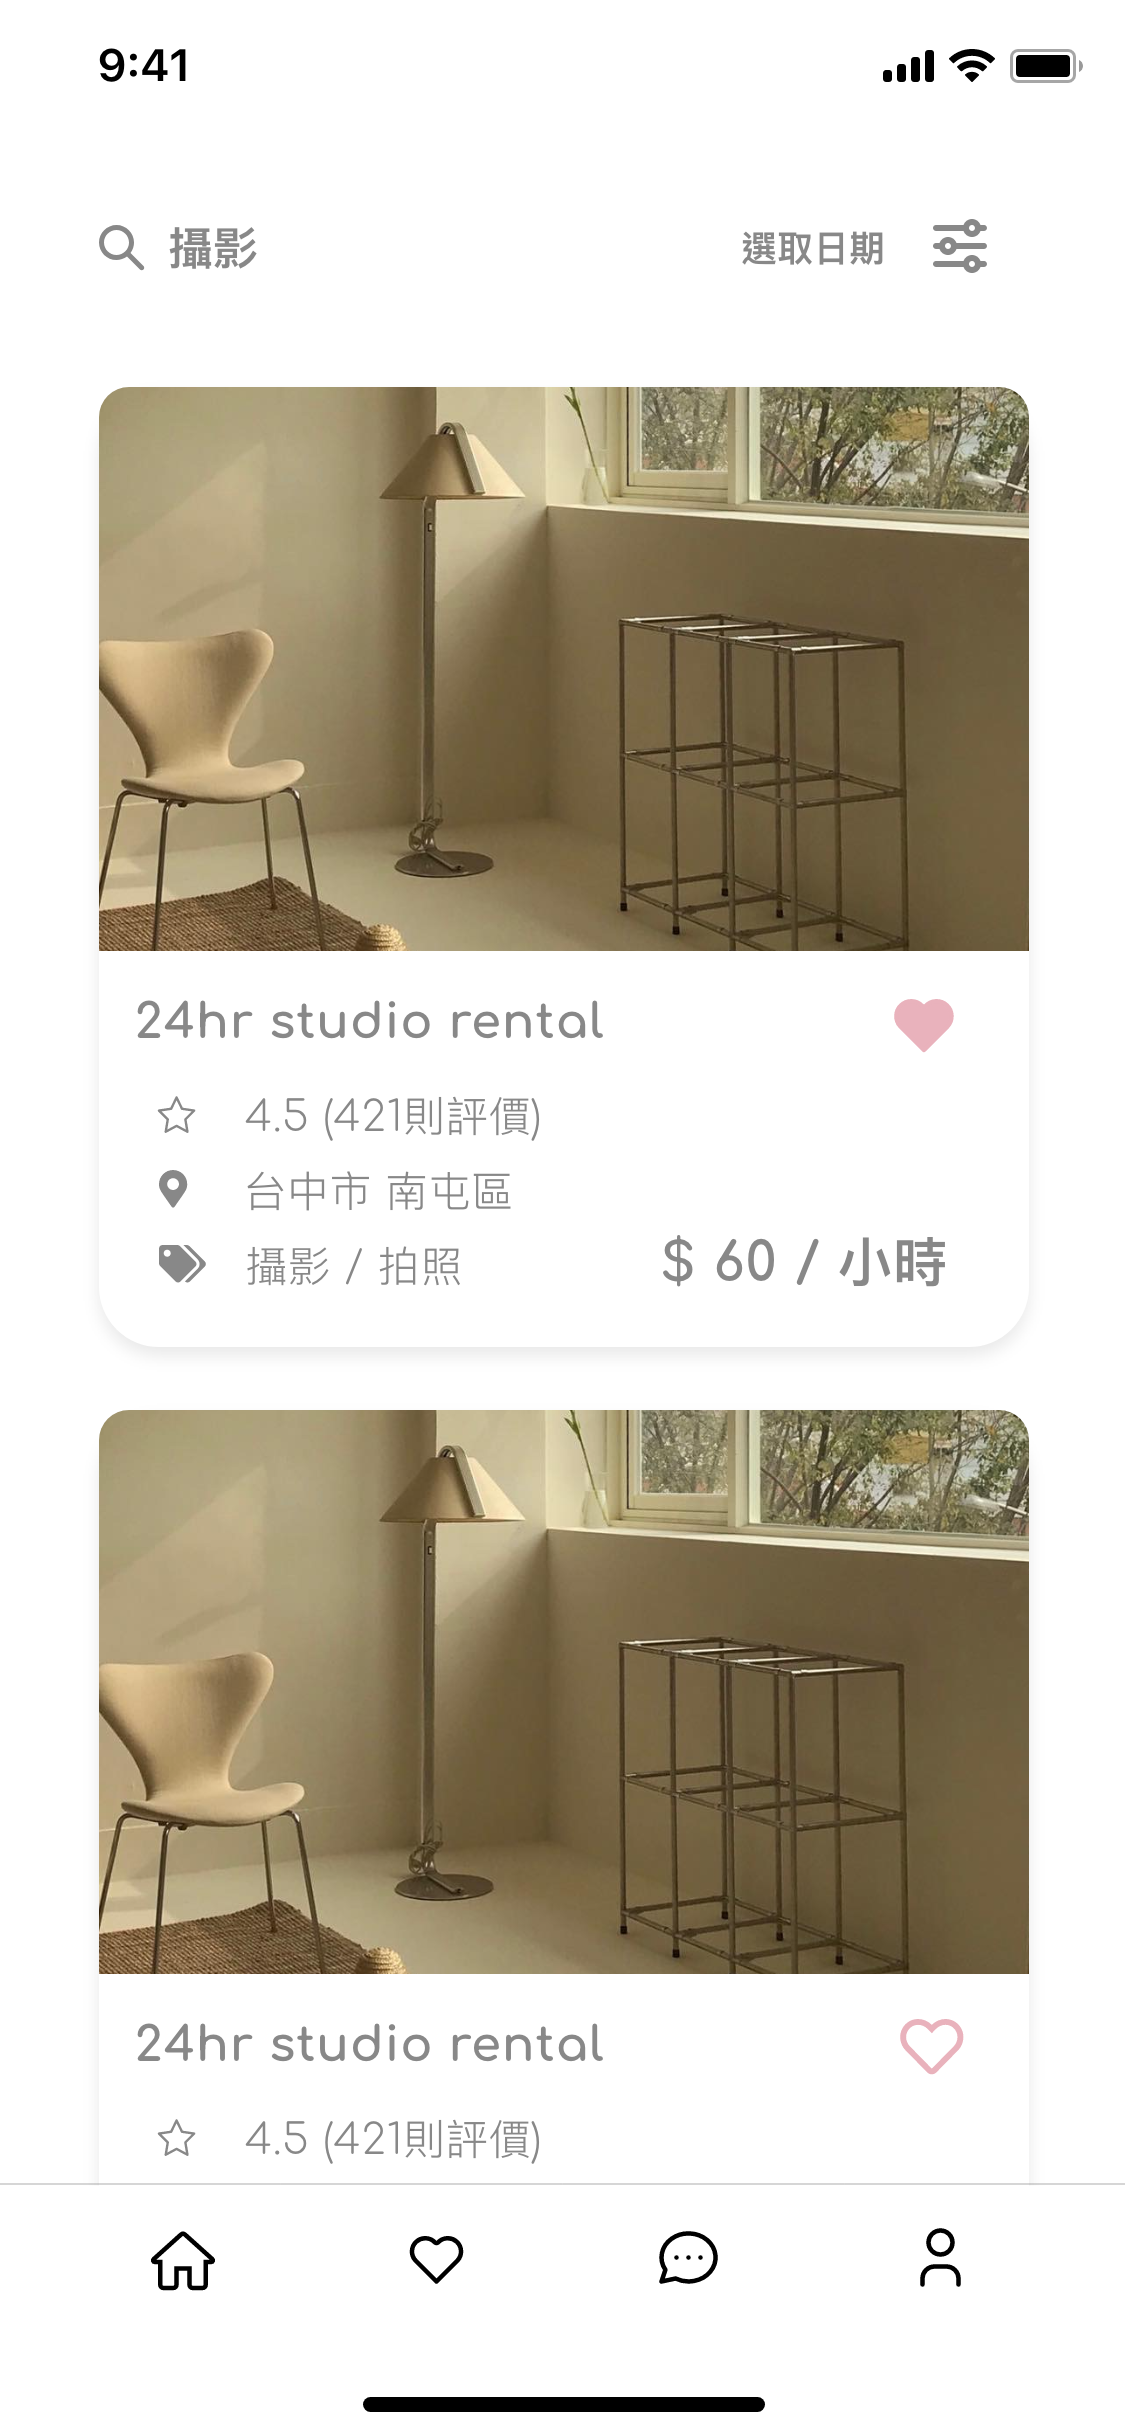 9:41
攝影
選取日期
24hr studio rental
4.5 (421則評價)
台中市 南屯區
攝影 / 拍照
$ 60 / 小時
24hr studio rental
4.5 (421則評價)